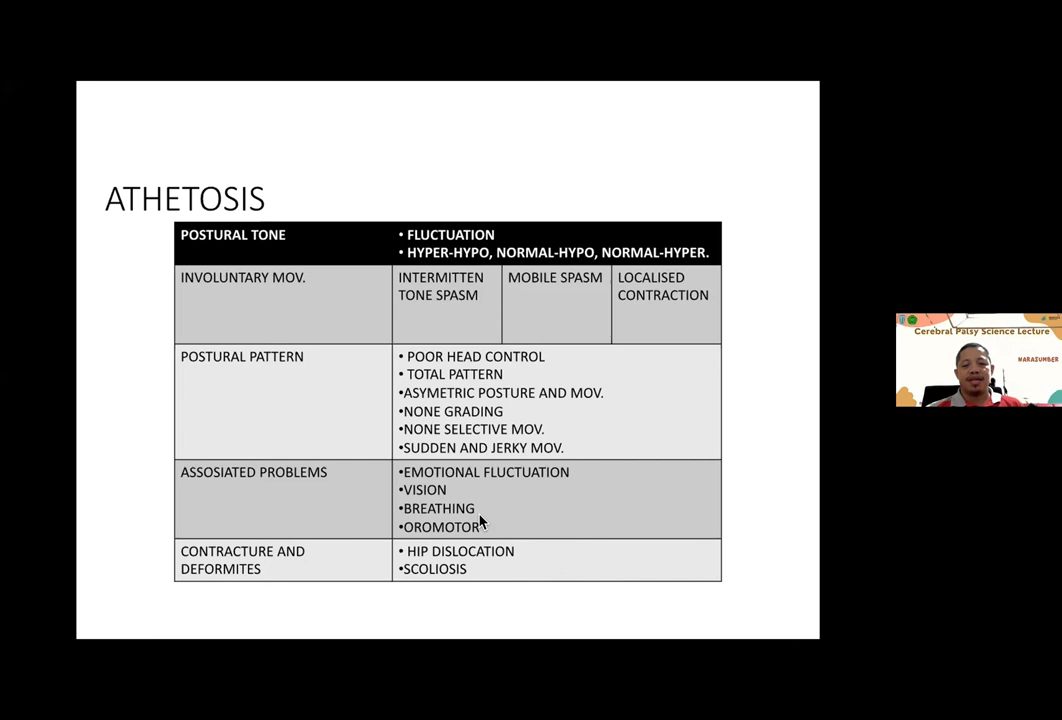 ATHETOSIS
POSTURAL TONE
• FLUCTUATION
• HYPER-HYPO, NORMAL-HYPO, NORMAL-HYPER.
INVOLUNTARY MOV.
INTERMITTEN
TONE SPASM
MOBILE SPASM
LOCALISED
CONTRACTION
POSTURAL PATTERN
• POOR HEAD CONTROL
• TOTAL PATTERN
•ASYMETRIC POSTURE AND MOV.
•NONE GRADING
•NONE SELECTIVE MOV.
•SUDDEN AND JERKY MOV.
ASSOSIATED PROBLEMS
•EMOTIONAL FLUCTUATION
•VISION
•BREATHING
•OROMOTOR
CONTRACTURE AND
DEFORMITES
• HIP DISLOCATION
•SCOLIOSIS
Cerebral Palsy Science Lecture
NARASUMBER